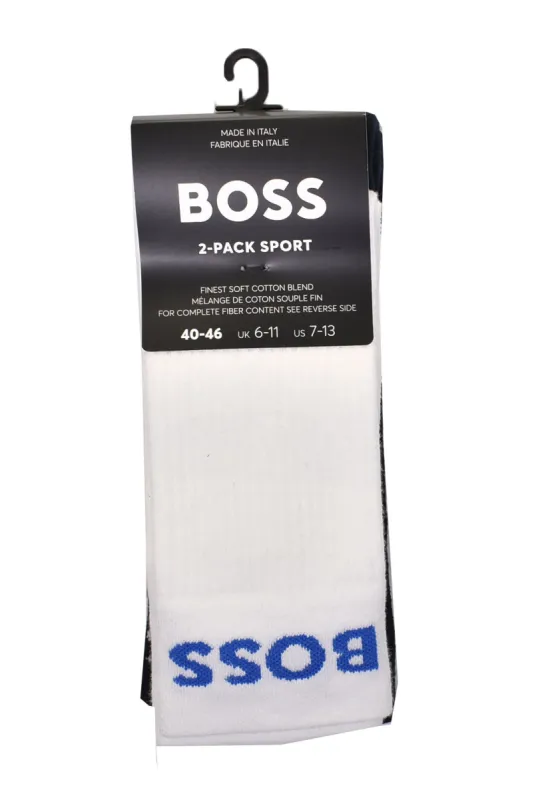 MADE IN ITALY
FABRIQUE EN ITALIE
BOSS
2-PACK SPORT
FINEST SOFT COTTON BLEND
MÉLANGE DE COTON SOUPLE FIN
FOR COMPLETE FIBER CONTENT SEE REVERSE SIDE
40-46 UK 6-11 US 7-13
BOSS